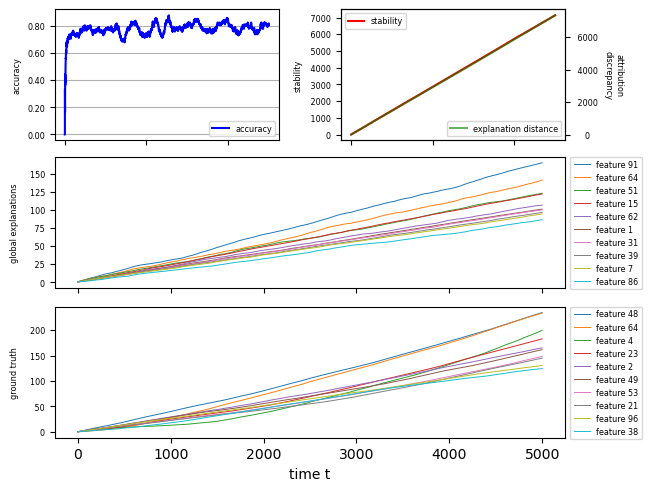 accuracy
0.80
0.60
0.40
0.20
0.00
accuracy
stability
7000
6000
5000
4000
3000
2000
1000
0
stability
explanation distance
6000
4000
2000
0
attribution
discrepancy
global explanations
150
125
100
75
50
25
0
feature 91
feature 64
feature 51
feature 15
feature 62
feature 1
feature 31
feature 39
feature 7
feature 86
ground truth
200
150
100
50
0
feature 48
feature 64
feature 4
feature 23
feature 2
feature 49
feature 53
feature 21
feature 96
feature 38
0 1000 2000 3000 4000 5000
time t